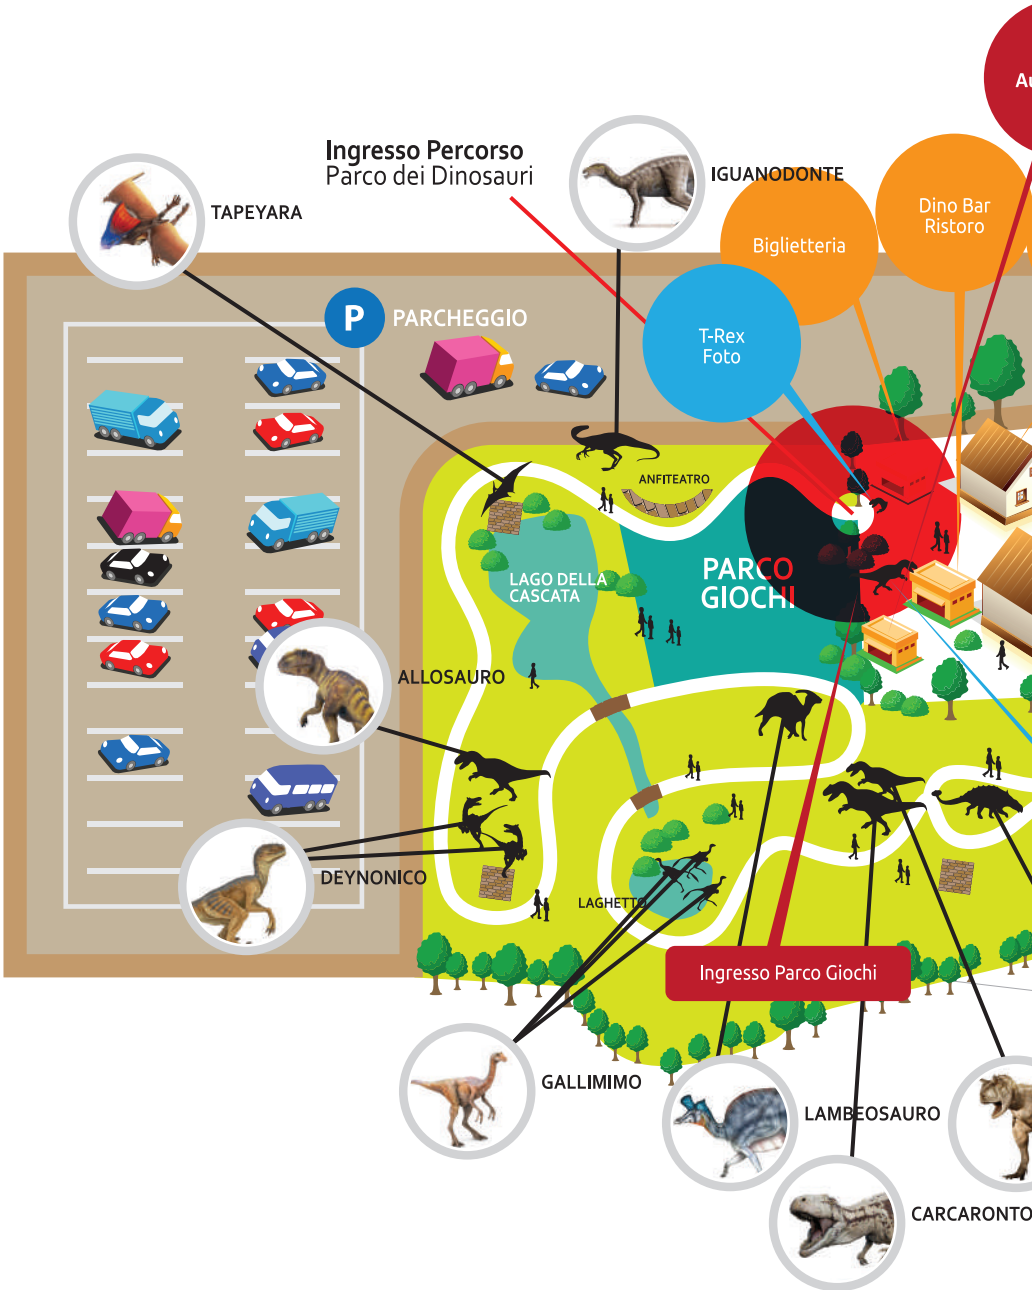 Au
Ingresso Percorso
Parco dei Dinosauri
IGUANODONTE
TAPEYARA
Dino Bar
Ristoro
Biglietteria
P PARCHEGGIO
T-Rex
Foto
ANFITEATRO
LAGO DELLA
CASCATA
PARCO
GIOCHI
ALLOSAURO
DEYNONICO
LAGHETTO
Ingresso Parco Giochi
GALLIMIMO
LAMBEOSAURO
CARCARONTO